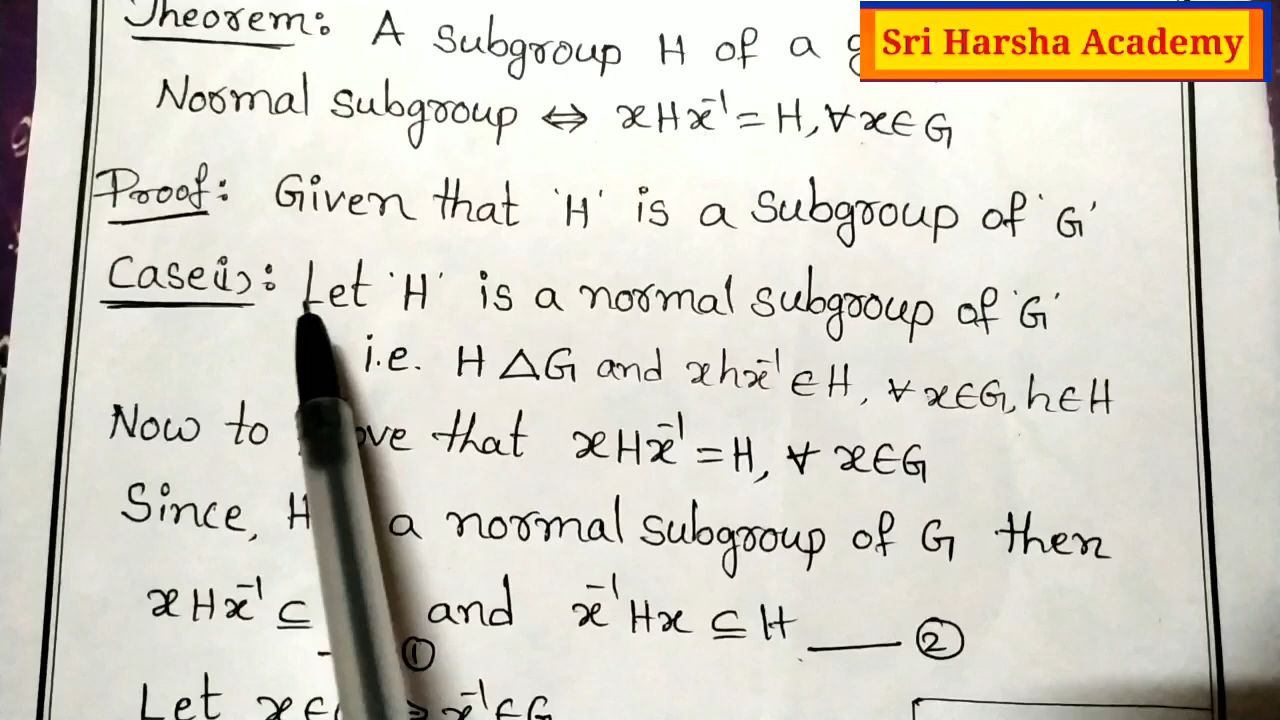 Theorem: A subgroup H of a
Sri Harsha Academy
Normal subgroup ⇔ xHx⁻¹ = H, ∀ x∈G
Proof: Given that 'H' is a subgroup of 'G'
Case(i): Let 'H' is a normal subgroup of 'G'
i.e. H △ G and xhx⁻¹ ∈ H, ∀ x∈G, h∈H
Now to that xHx⁻¹ = H, ∀ x∈G
Since, H a normal subgroup of G then
xHx⁻¹ ⊆ and x⁻¹Hx ⊆ H —— ②
①
Let x∈ x⁻¹∈G